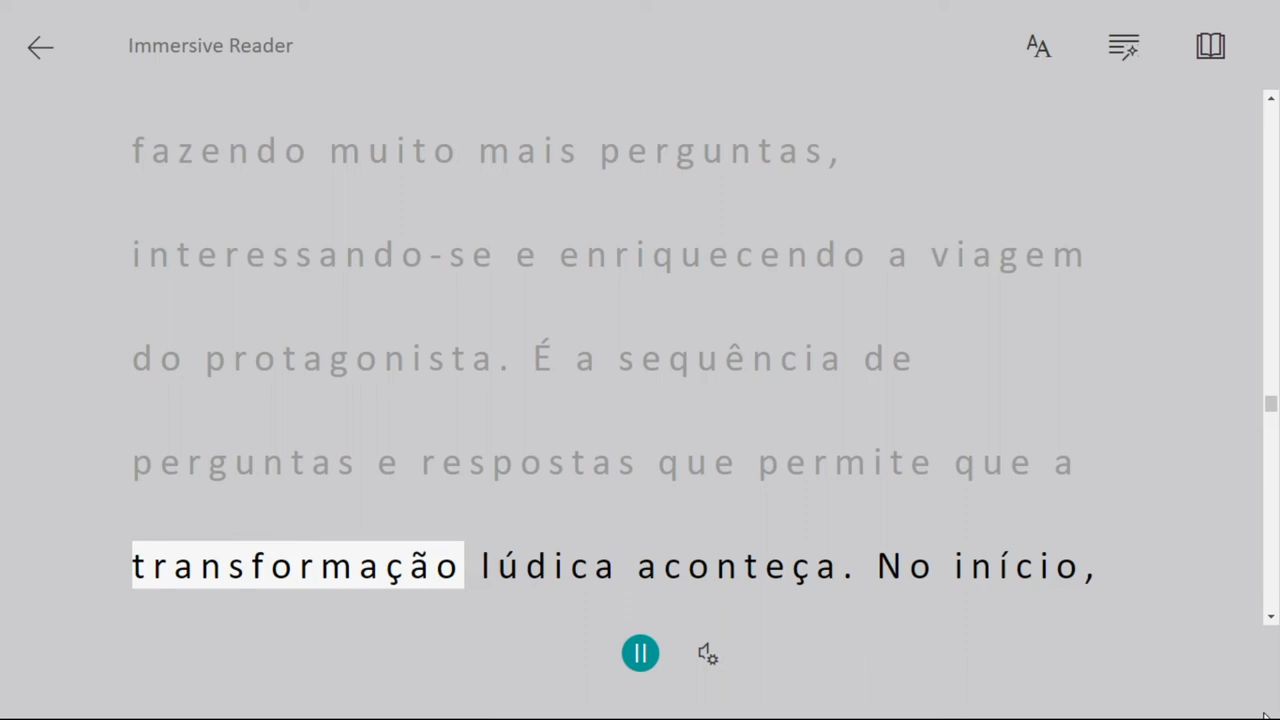 Immersive Reader
fazendo muito mais perguntas,
interessando-se e enriquecendo a viagem
do protagonista. É a sequência de
perguntas e respostas que permite que a
transformação lúdica aconteça. No início,